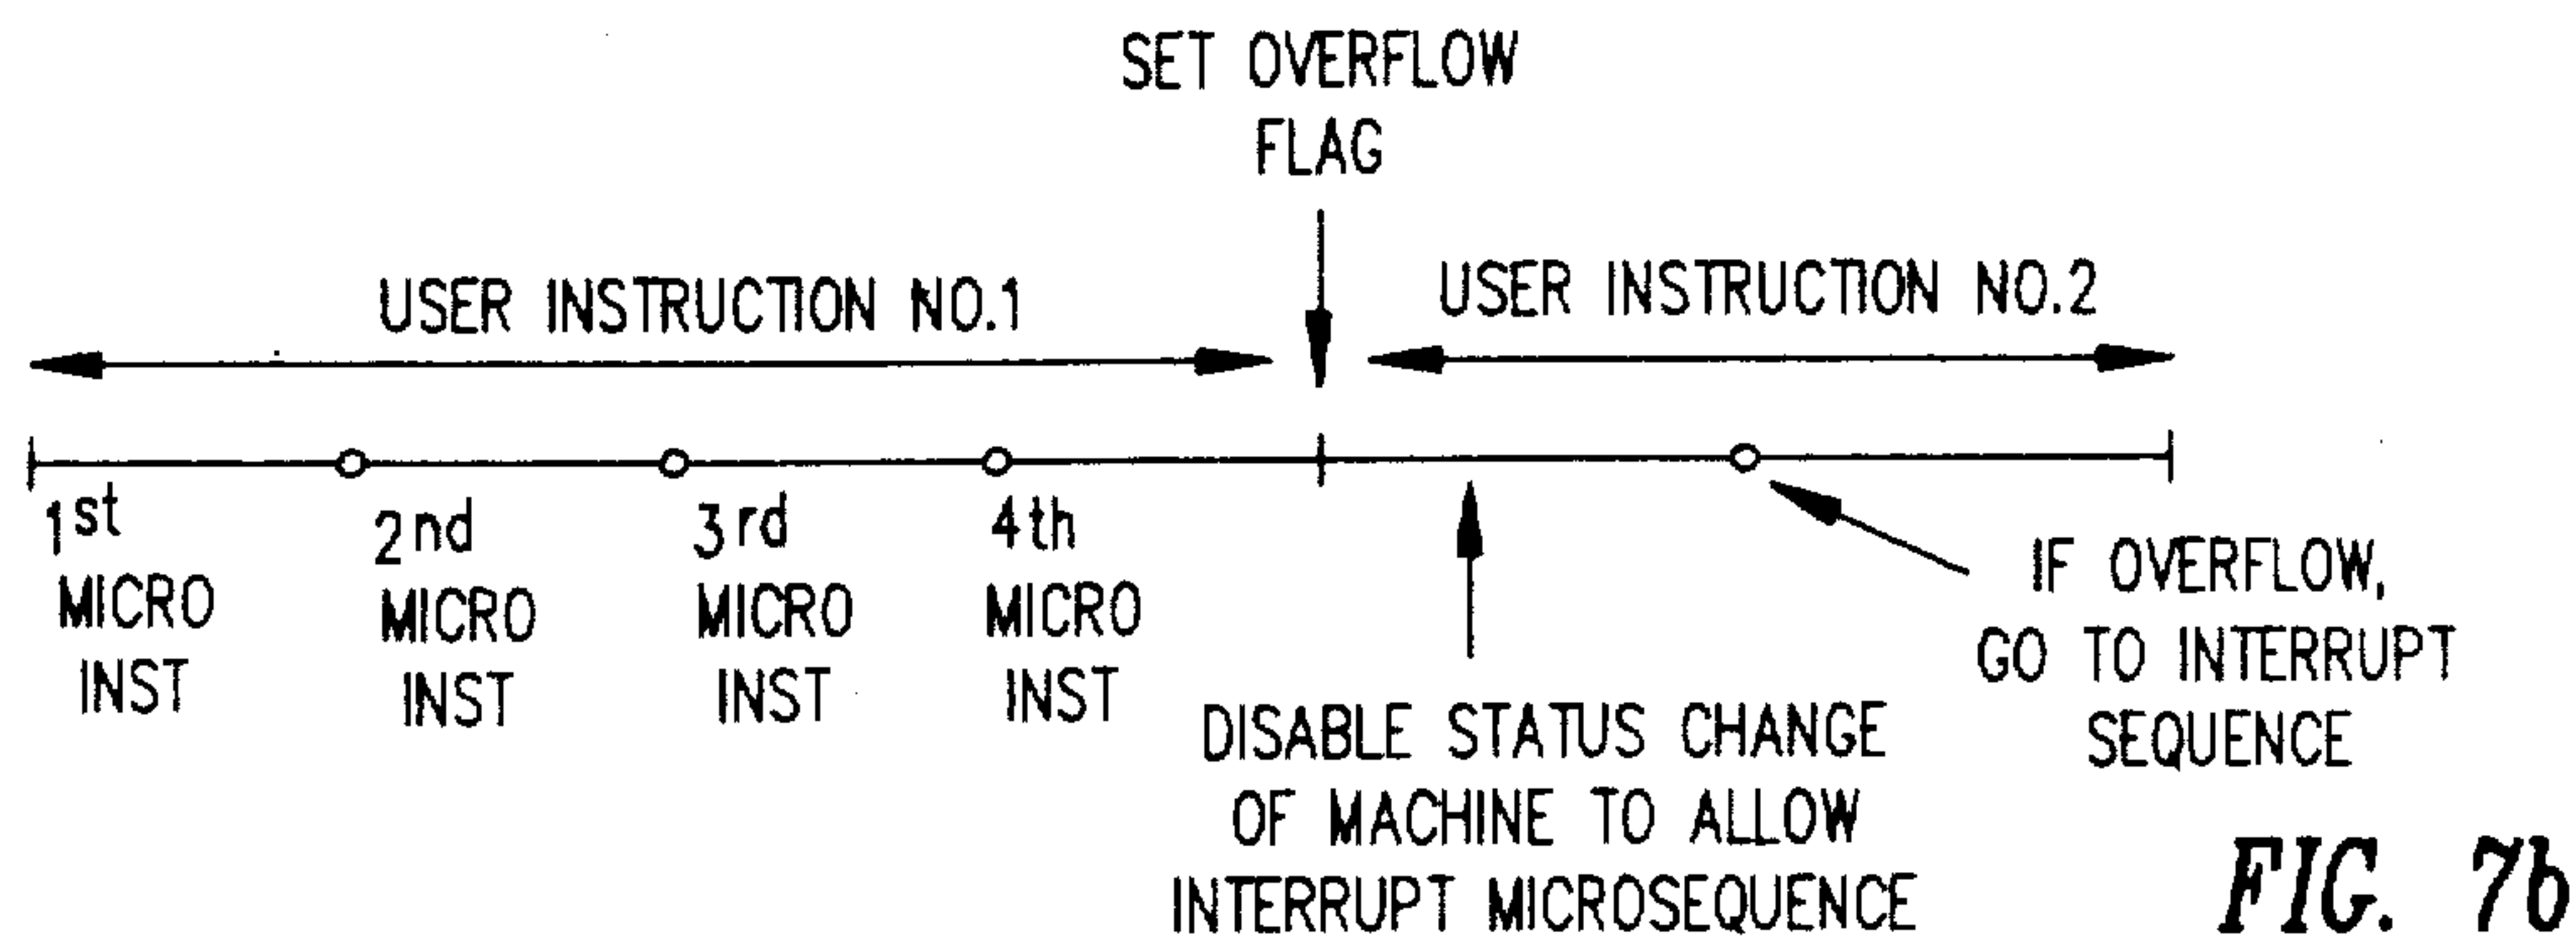 SET OVERFLOW
FLAG
USER INSTRUCTION NO.1
USER INSTRUCTION NO.2
1st
MICRO
INST
2nd
MICRO
INST
3rd
MICRO
INST
4th
MICRO
INST
DISABLE STATUS CHANGE
OF MACHINE TO ALLOW
INTERRUPT MICROSEQUENCE
IF OVERFLOW,
GO TO INTERRUPT
SEQUENCE
FIG. 7b